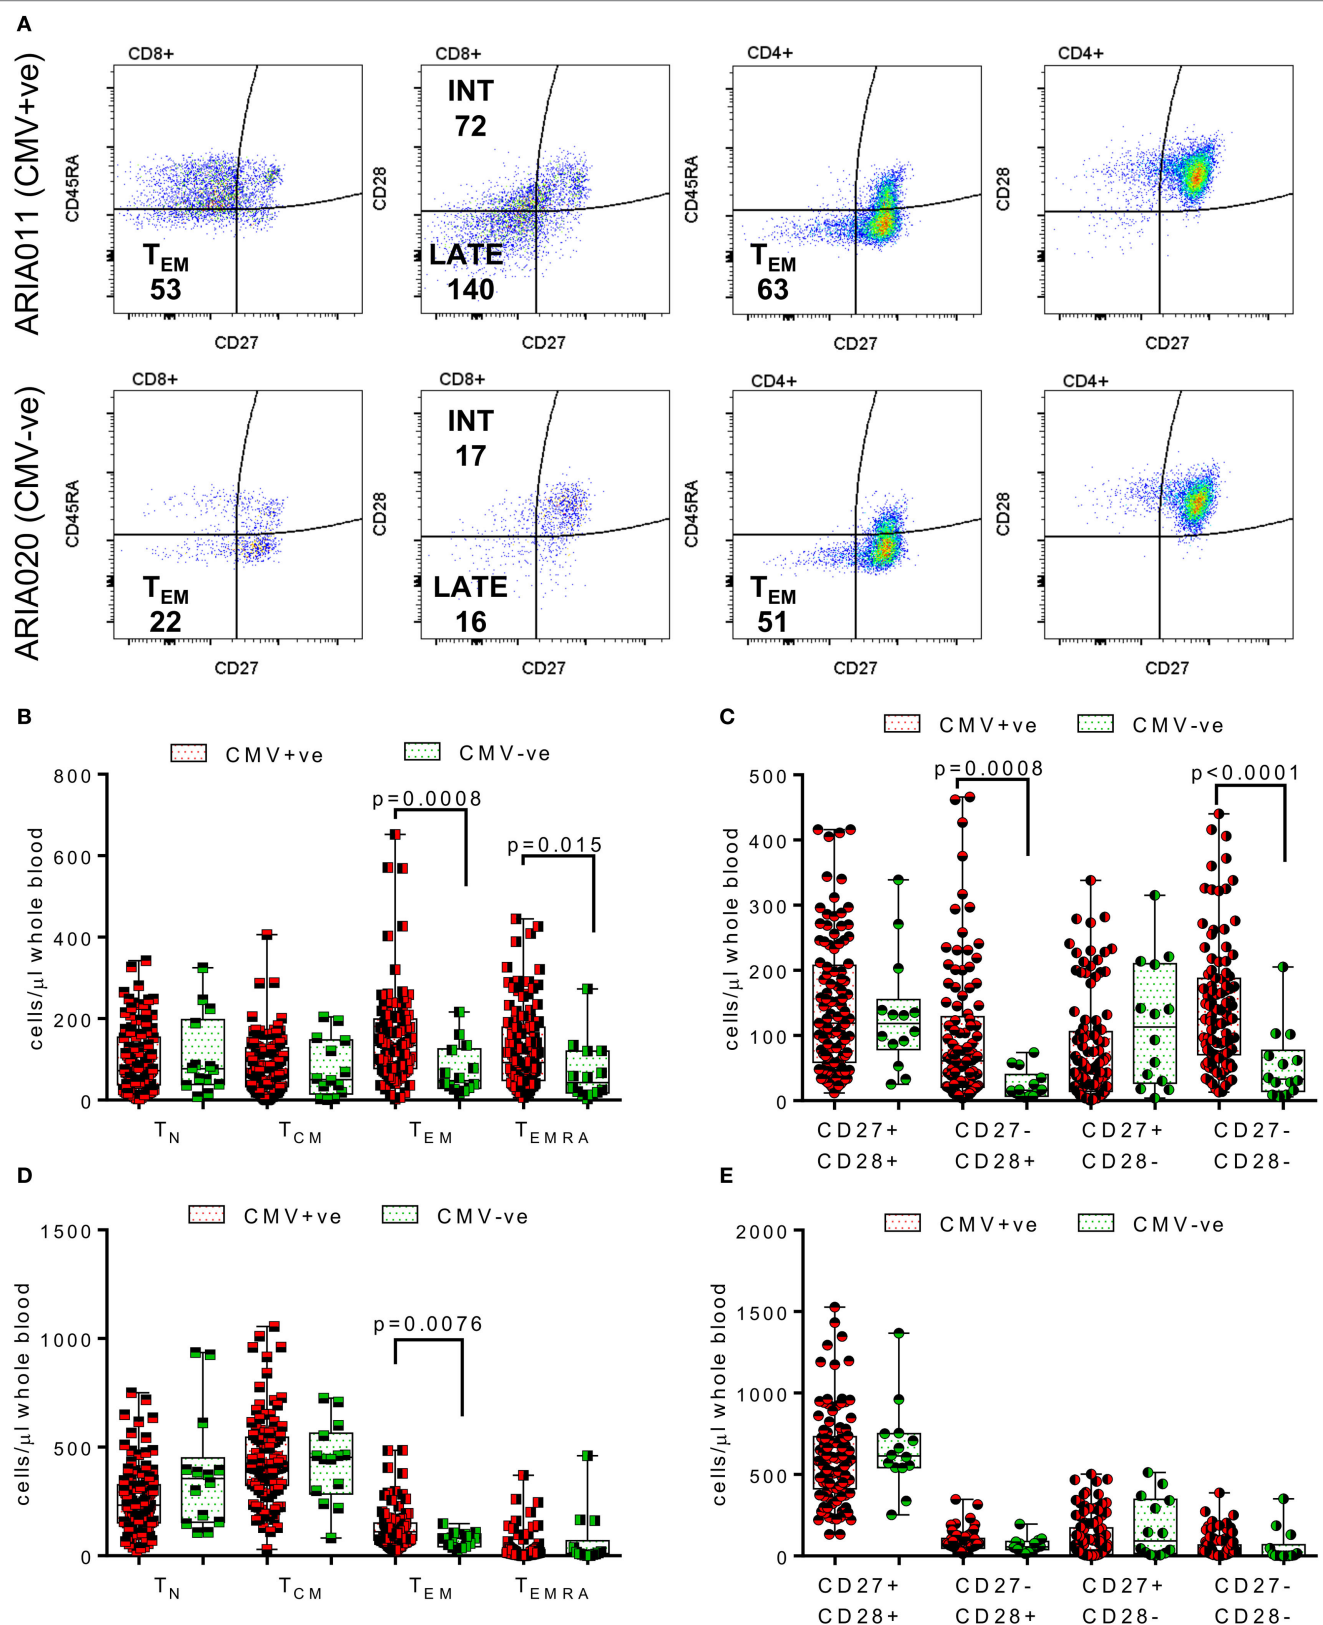 A
ARIA011 (CMV+ve)
CD8+
CD45RA
TEM
53
CD27
CD8+
CD28
INT
72
LATE
140
CD27
CD4+
CD45RA
TEM
63
CD27
CD4+
CD28
CD27
ARIA020 (CMV-ve)
CD8+
CD45RA
TEM
22
CD27
CD8+
CD28
INT
17
LATE
16
CD27
CD4+
CD45RA
TEM
51
CD27
CD4+
CD28
CD27
B
CMV+ve CMV-ve
cells/μl whole blood
800
600
400
200
0
p=0.0008
p=0.015
TN TCM TEM TEMRA
C
CMV+ve CMV-ve
cells/μl whole blood
500
400
300
200
100
0
p=0.0008
p<0.0001
CD27+ CD27- CD27+ CD27-
CD28+ CD28+ CD28- CD28-
D
CMV+ve CMV-ve
cells/μl whole blood
1500
1000
500
0
p=0.0076
TN TCM TEM TEMRA
E
CMV+ve CMV-ve
cells/μl whole blood
2000
1500
1000
500
0
CD27+ CD27- CD27+ CD27-
CD28+ CD28+ CD28- CD28-